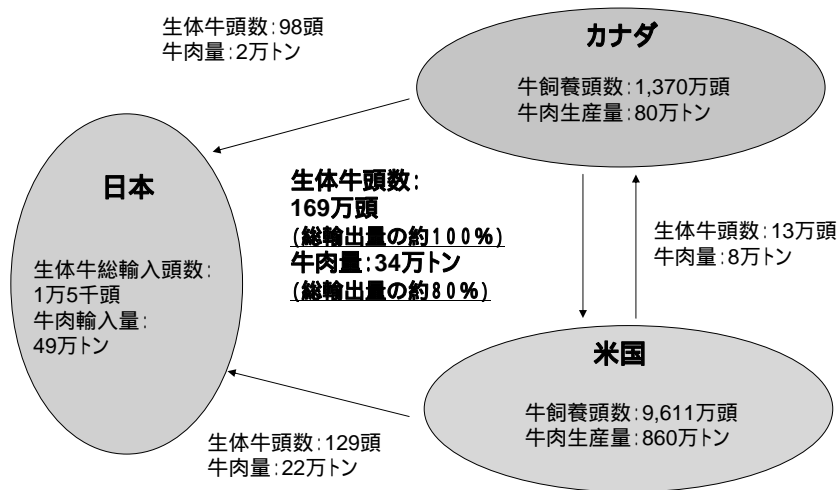 生体牛頭数:98頭
牛肉量:2万トン
カナダ
牛飼養頭数:1,370万頭
牛肉生産量:80万トン
日本
生体牛総輸入頭数:
1万5千頭
牛肉輸入量:
49万トン
生体牛頭数:
169万頭
(総輸出量の約100%)
牛肉量:34万トン
(総輸出量の約80%)
生体牛頭数:13万頭
牛肉量:8万トン
米国
牛飼養頭数:9,611万頭
牛肉生産量:860万トン
生体牛頭数:129頭
牛肉量:22万トン